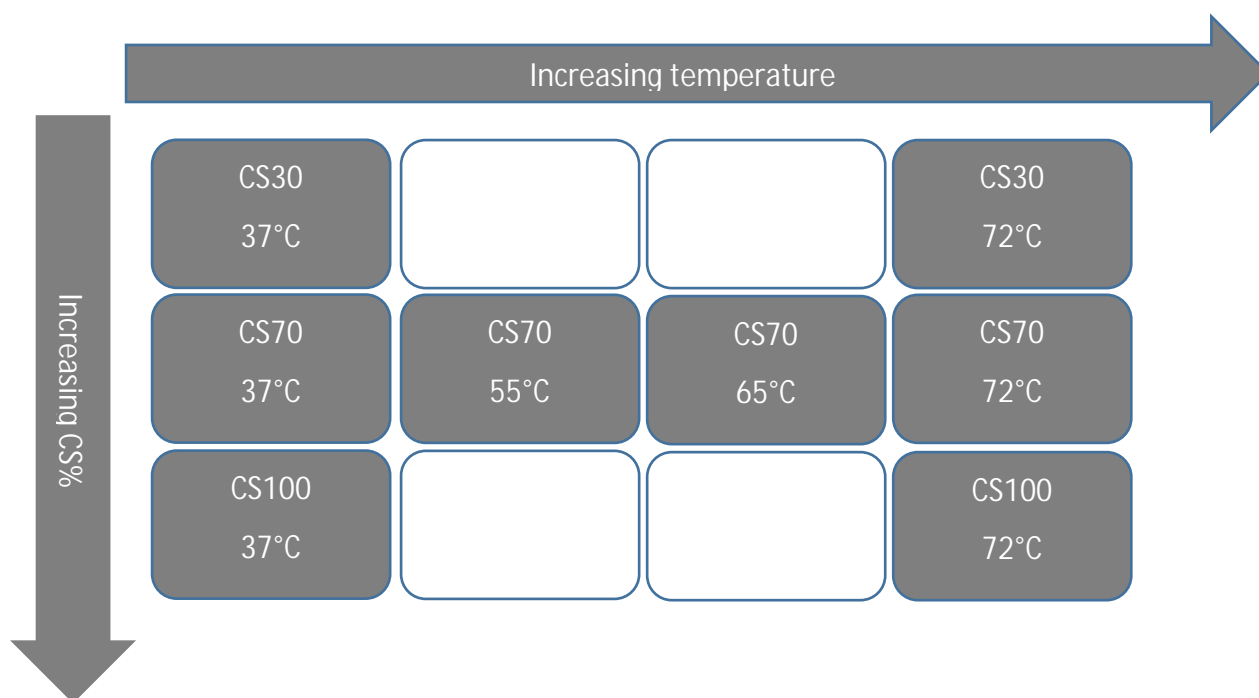 Increasing temperature
Increasing CS%
CS30
37°C
CS30
72°C
CS70
37°C
CS70
55°C
CS70
65°C
CS70
72°C
CS100
37°C
CS100
72°C